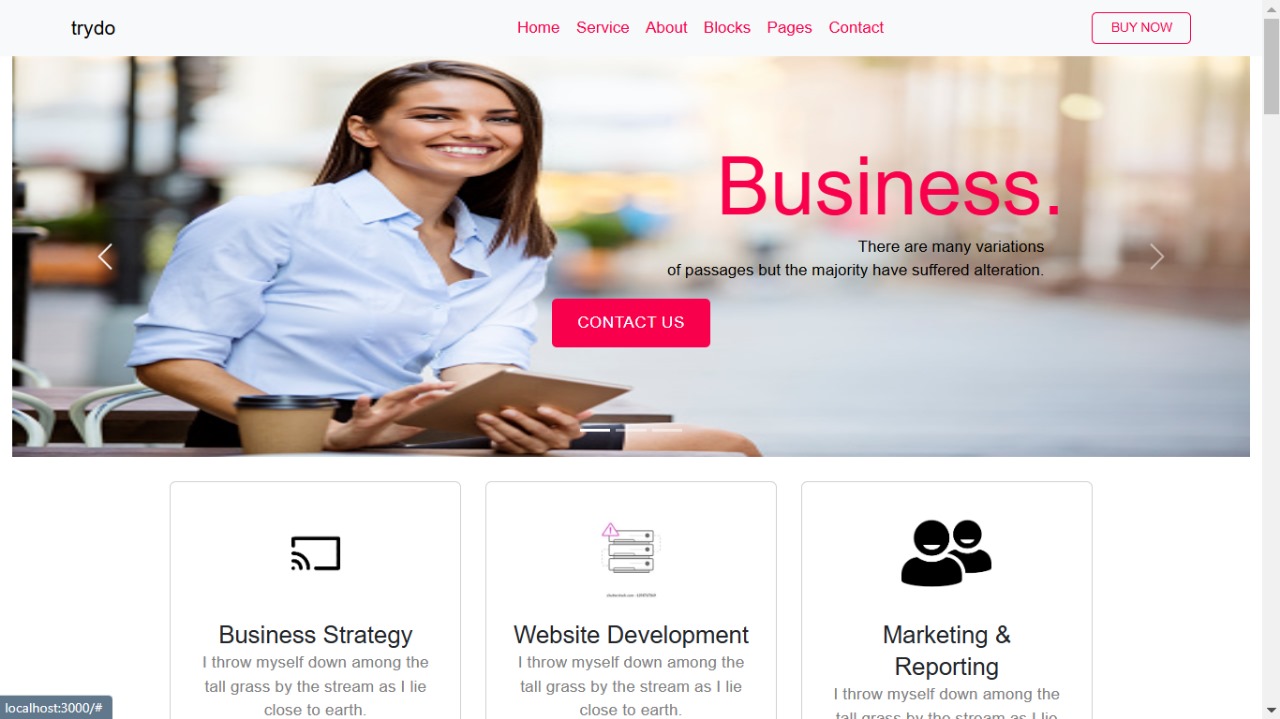 trydo
Home Service About Blocks Pages Contact
BUY NOW
Business.
There are many variations
of passages but the majority have suffered alteration.
CONTACT US
Business Strategy
I throw myself down among the
tall grass by the stream as I lie
close to earth.
Website Development
I throw myself down among the
tall grass by the stream as I lie
close to earth.
Marketing &
Reporting
I throw myself down among the
tall grass by the stream as I lie
localhost:3000/#